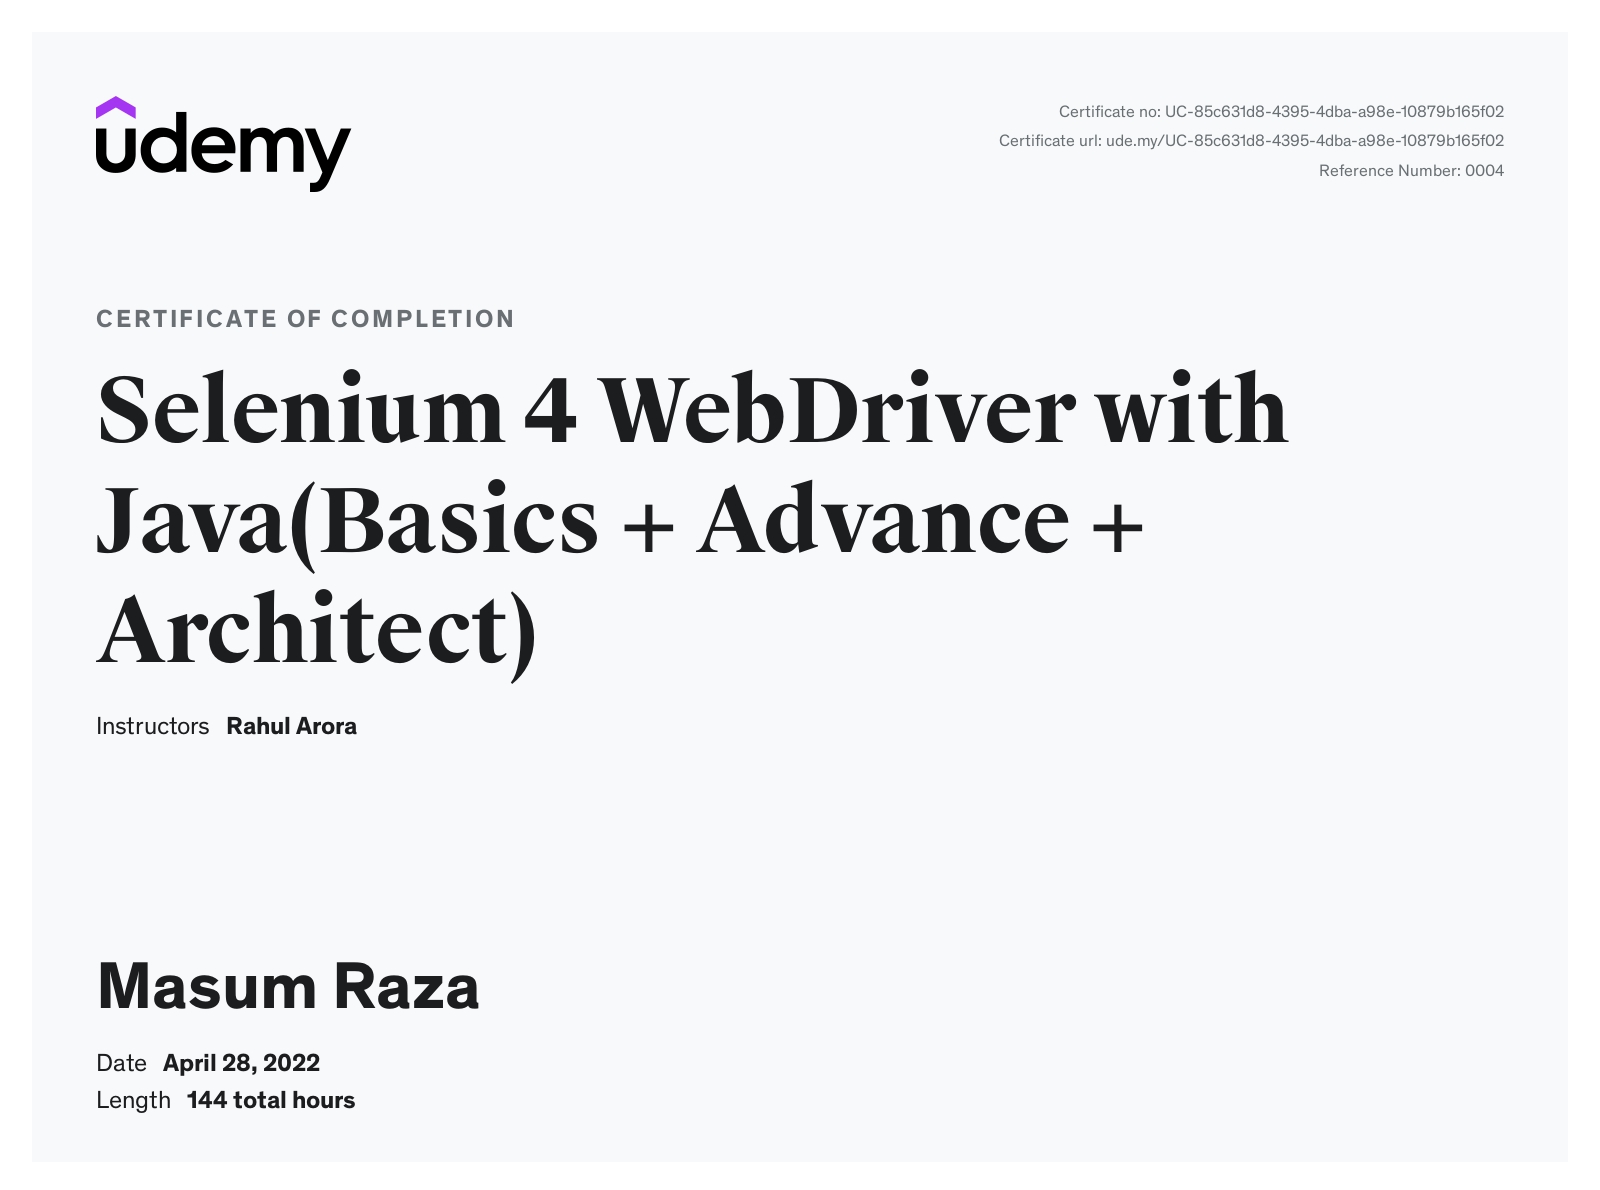 udemy
Certificate no: UC-85c631d8-4395-4dba-a98e-10879b165f02
Certificate url: ude.my/UC-85c631d8-4395-4dba-a98e-10879b165f02
Reference Number: 0004
CERTIFICATE OF COMPLETION
Selenium 4 WebDriver with
Java(Basics + Advance +
Architect)
Instructors Rahul Arora
Masum Raza
Date April 28, 2022
Length 144 total hours